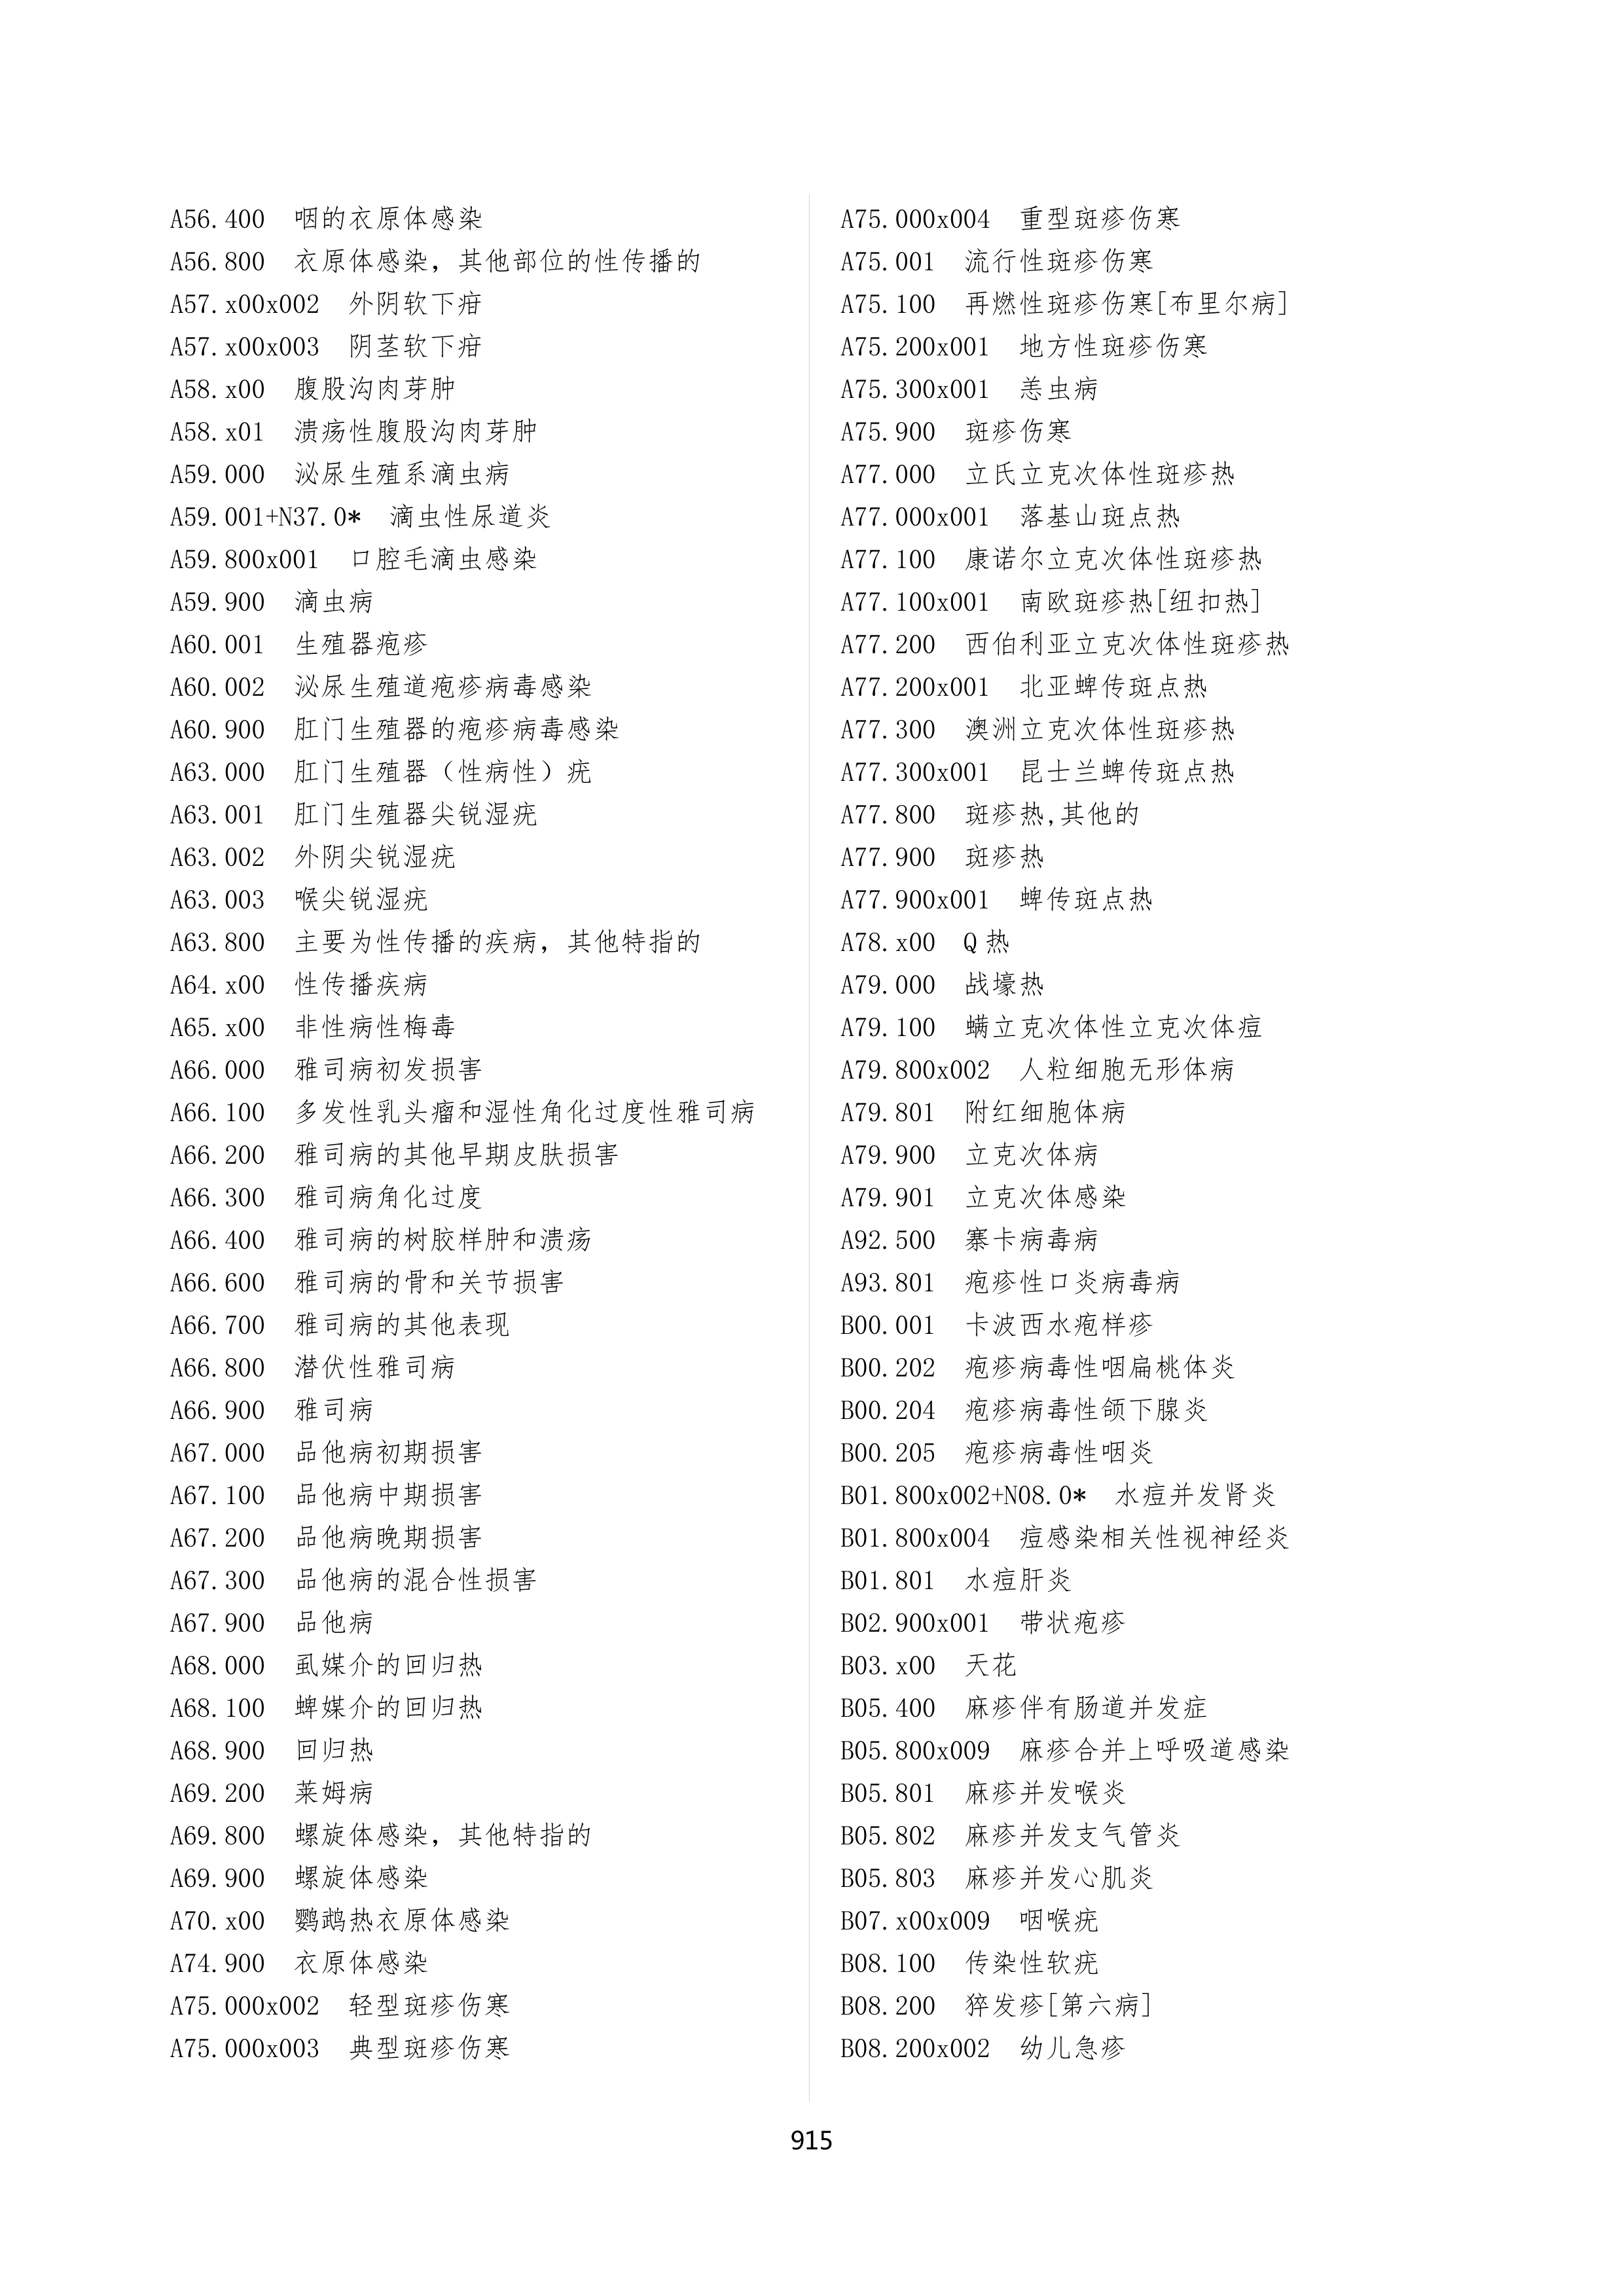 A56.400 咽的衣原体感染
A56.800 衣原体感染，其他部位的性传播的
A57.x00x002 外阴软下疳
A57.x00x003 阴茎软下疳
A58.x00 腹股沟肉芽肿
A58.x01 溃疡性腹股沟肉芽肿
A59.000 泌尿生殖系滴虫病
A59.001+N37.0* 滴虫性尿道炎
A59.800x001 口腔毛滴虫感染
A59.900 滴虫病
A60.001 生殖器疱疹
A60.002 泌尿生殖道疱疹病毒感染
A60.900 肛门生殖器的疱疹病毒感染
A63.000 肛门生殖器（性病性）疣
A63.001 肛门生殖器尖锐湿疣
A63.002 外阴尖锐湿疣
A63.003 喉尖锐湿疣
A63.800 主要为性传播的疾病，其他特指的
A64.x00 性传播疾病
A65.x00 非性病性梅毒
A66.000 雅司病初发损害
A66.100 多发性乳头瘤和湿性角化过度性雅司病
A66.200 雅司病的其他早期皮肤损害
A66.300 雅司病角化过度
A66.400 雅司病的树胶样肿和溃疡
A66.600 雅司病的骨和关节损害
A66.700 雅司病的其他表现
A66.800 潜伏性雅司病
A66.900 雅司病
A67.000 品他病初期损害
A67.100 品他病中期损害
A67.200 品他病晚期损害
A67.300 品他病的混合性损害
A67.900 品他病
A68.000 虱媒介的回归热
A68.100 蜱媒介的回归热
A68.900 回归热
A69.200 莱姆病
A69.800 螺旋体感染，其他特指的
A69.900 螺旋体感染
A70.x00 鹦鹉热衣原体感染
A74.900 衣原体感染
A75.000x002 轻型斑疹伤寒
A75.000x003 典型斑疹伤寒
A75.000x004 重型斑疹伤寒
A75.001 流行性斑疹伤寒
A75.100 再燃性斑疹伤寒[布里尔病]
A75.200x001 地方性斑疹伤寒
A75.300x001 恙虫病
A75.900 斑疹伤寒
A77.000 立氏立克次体性斑疹热
A77.000x001 落基山斑点热
A77.100 康诺尔立克次体性斑疹热
A77.100x001 南欧斑疹热[纽扣热]
A77.200 西伯利亚立克次体性斑疹热
A77.200x001 北亚蜱传斑点热
A77.300 澳洲立克次体性斑疹热
A77.300x001 昆士兰蜱传斑点热
A77.800 斑疹热,其他的
A77.900 斑疹热
A77.900x001 蜱传斑点热
A78.x00 Q 热
A79.000 战壕热
A79.100 螨立克次体性立克次体痘
A79.800x002 人粒细胞无形体病
A79.801 附红细胞体病
A79.900 立克次体病
A79.901 立克次体感染
A92.500 寨卡病毒病
A93.801 疱疹性口炎病毒病
B00.001 卡波西水疱样疹
B00.202 疱疹病毒性咽扁桃体炎
B00.204 疱疹病毒性颌下腺炎
B00.205 疱疹病毒性咽炎
B01.800x002+N08.0* 水痘并发肾炎
B01.800x004 痘感染相关性视神经炎
B01.801 水痘肝炎
B02.900x001 带状疱疹
B03.x00 天花
B05.400 麻疹伴有肠道并发症
B05.800x009 麻疹合并上呼吸道感染
B05.801 麻疹并发喉炎
B05.802 麻疹并发支气管炎
B05.803 麻疹并发心肌炎
B07.x00x009 咽喉疣
B08.100 传染性软疣
B08.200 猝发疹[第六病]
B08.200x002 幼儿急疹
915